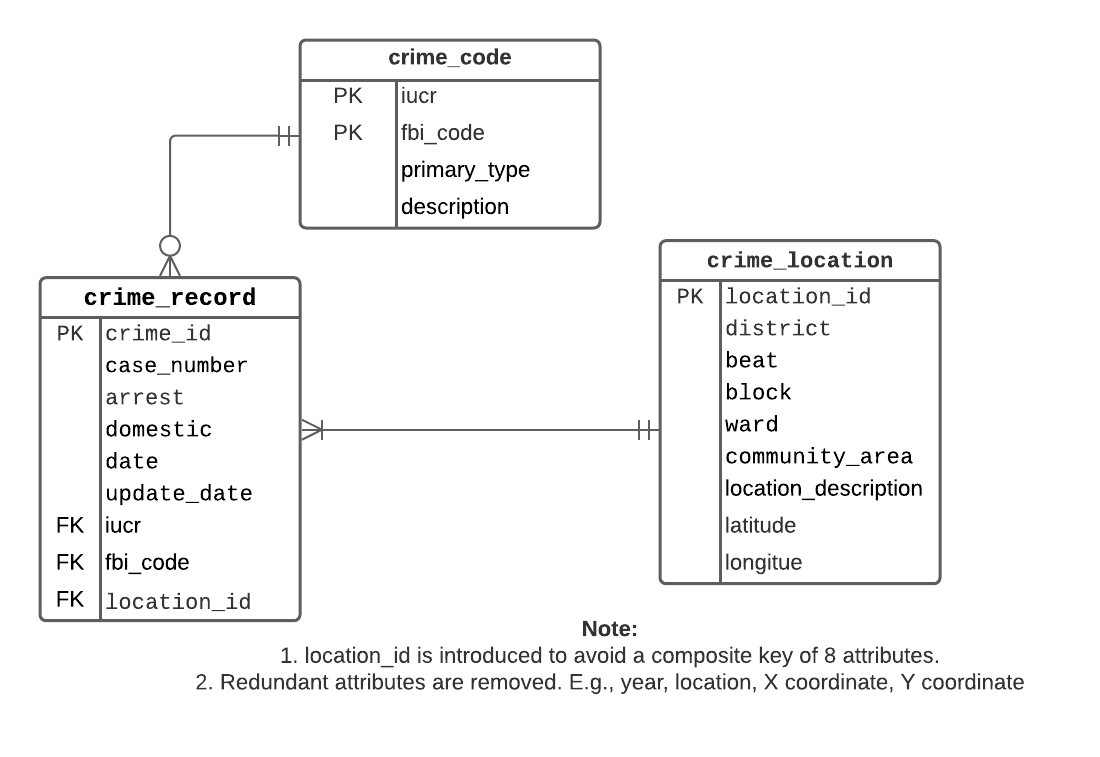 crime_code
PK iucr
PK fbi_code
primary_type
description
crime_location
PK location_id
district
beat
block
ward
community_area
location_description
latitude
longitue
crime_record
PK crime_id
case_number
arrest
domestic
date
update_date
FK iucr
FK fbi_code
FK location_id
Note:
1. location_id is introduced to avoid a composite key of 8 attributes.
2. Redundant attributes are removed. E.g., year, location, X coordinate, Y coordinate